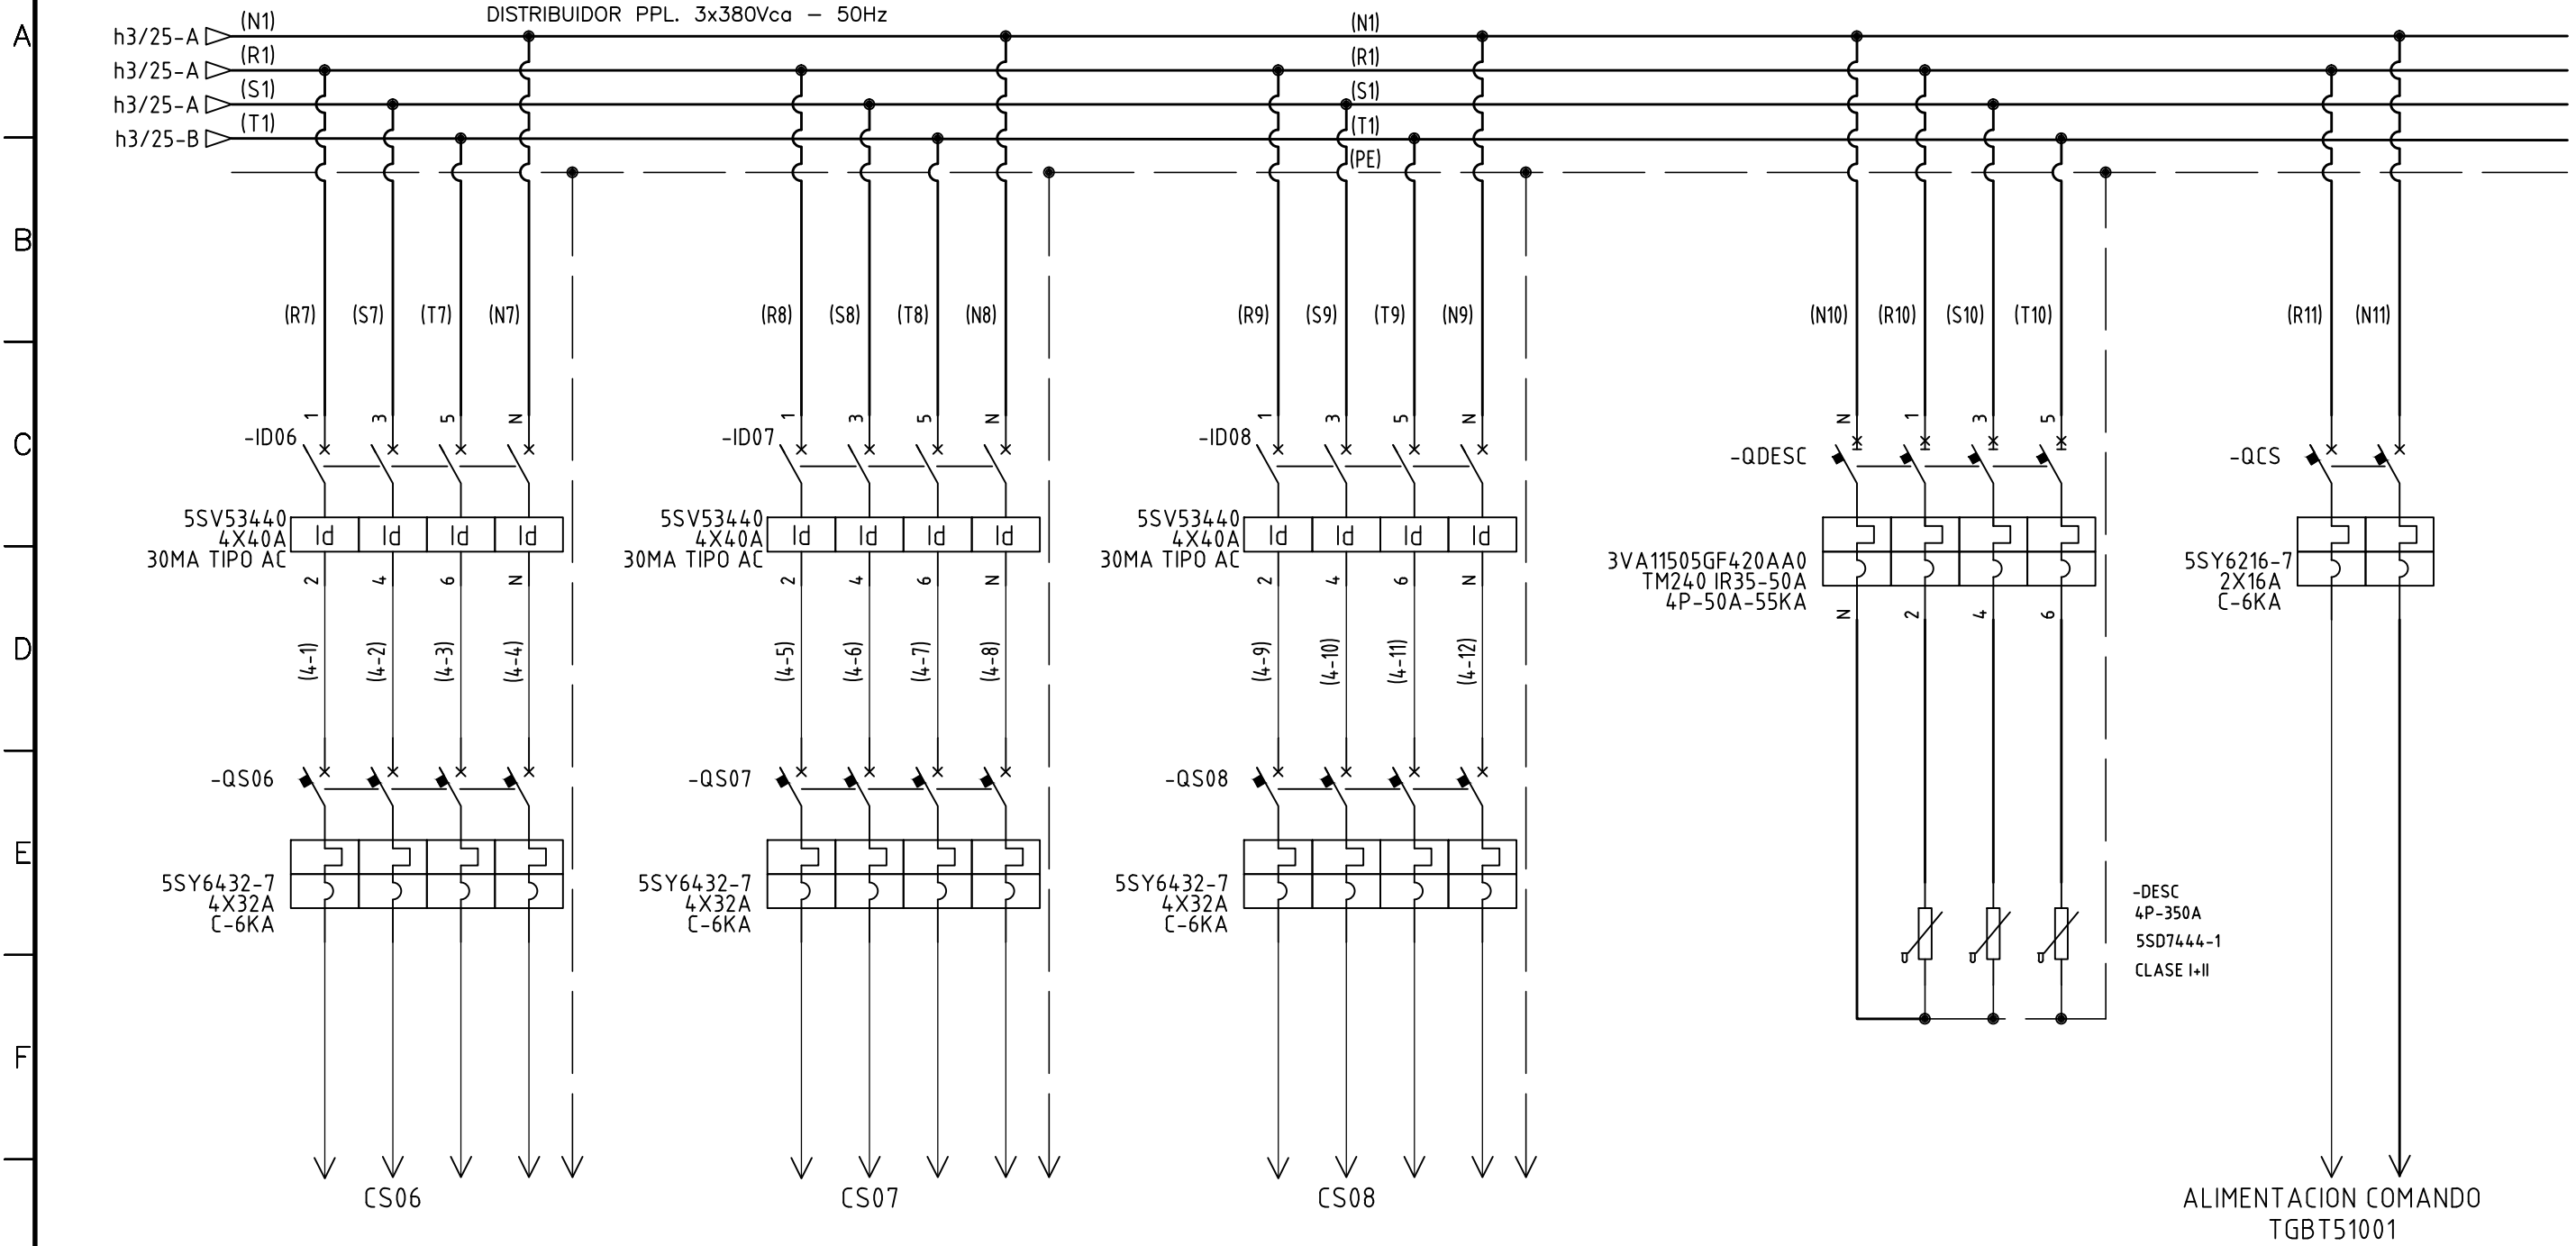 A
B
C
D
E
F
DISTRIBUIDOR PPL. 3x380Vca - 50Hz
h3/25-A (N1) (N1)
h3/25-A (R1) (R1)
h3/25-A (S1) (S1)
h3/25-B (T1) (T1)
(PE)
(R7) (S7) (T7) (N7)
(R8) (S8) (T8) (N8)
(R9) (S9) (T9) (N9)
(N10) (R10) (S10) (T10)
(R11) (N11)
1 3 5 N
-ID06
5SV53440
4X40A
30MA TIPO AC
Id Id Id Id
2 4 6 N
(4-1) (4-2) (4-3) (4-4)
-QS06
5SY6432-7
4X32A
C-6KA
CS06
1 3 5 N
-ID07
5SV53440
4X40A
30MA TIPO AC
Id Id Id Id
2 4 6 N
(4-5) (4-6) (4-7) (4-8)
-QS07
5SY6432-7
4X32A
C-6KA
CS07
1 3 5 N
-ID08
5SV53440
4X40A
30MA TIPO AC
Id Id Id Id
2 4 6 N
(4-9) (4-10) (4-11) (4-12)
-QS08
5SY6432-7
4X32A
C-6KA
CS08
N 1 3 5
-QDESC
3VA11505GF420AA0
TM240 IR35-50A
4P-50A-55KA
N 2 4 6
U U U
-DESC
4P-350A
5SD7444-1
CLASE I+II
-QCS
5SY6216-7
2X16A
C-6KA
ALIMENTACION COMANDO
TGBT51001